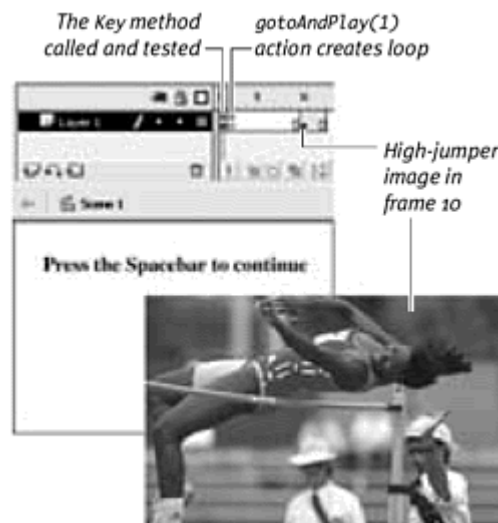 The Key method
called and tested
gotoAndPlay(1)
action creates loop
Layer 1
High-jumper
image in
frame 10
Scene 1
Press the Spacebar to continue